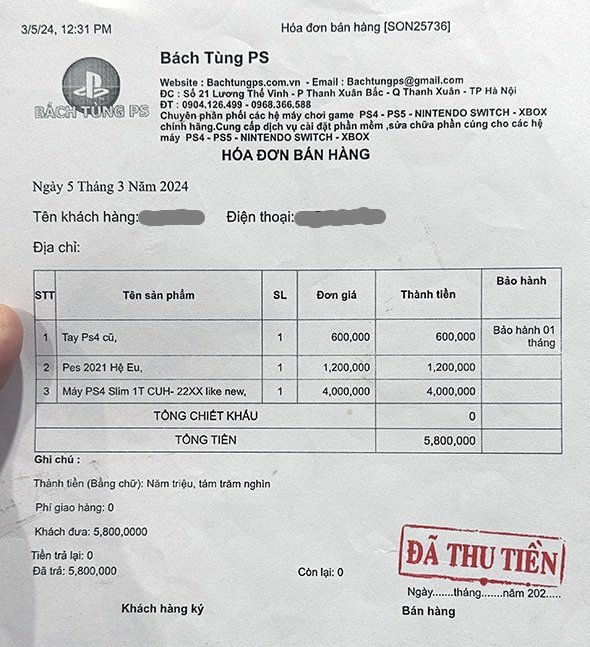 3/5/24, 12:31 PM Hóa đơn bán hàng [SON25736]
BÁCH TÙNG PS
Bách Tùng PS
Website : Bachtungps.com.vn - Email : Bachtungps@gmail.com
ĐC : Số 21 Lương Thế Vinh - P Thanh Xuân Bắc - Q Thanh Xuân - TP Hà Nội
ĐT : 0904.126.499 - 0968.366.588
Chuyên phân phối các hệ máy chơi game PS4 - PS5 - NINTENDO SWITCH - XBOX
chính hãng.Cung cấp dịch vụ cài đặt phần mềm ,sửa chữa phần cúng cho các hệ
máy PS4 - PS5 - NINTENDO SWITCH - XBOX
HÓA ĐƠN BÁN HÀNG
Ngày 5 Tháng 3 Năm 2024
Tên khách hàng: Điện thoại:
Địa chỉ:
STT Tên sản phẩm SL Đơn giá Thành tiền Bảo hành
1 Tay Ps4 cũ, 1 600,000 600,000 Bảo hành 01
tháng
2 Pes 2021 Hệ Eu, 1 1,200,000 1,200,000
3 Máy PS4 Slim 1T CUH- 22XX like new, 1 4,000,000 4,000,000
TỔNG CHIẾT KHẤU 0
TỔNG TIỀN 5,800,000
Ghi chú :
Thành tiền (Bằng chữ): Năm triệu, tám trăm nghìn
Phí giao hàng: 0
Khách đưa: 5,800,0000
Tiền trả lại: 0
Đã trả: 5,800,000 Còn lại: 0
ĐÃ THU TIỀN
Ngày.......tháng.......năm 202.....
Khách hàng ký Bán hàng